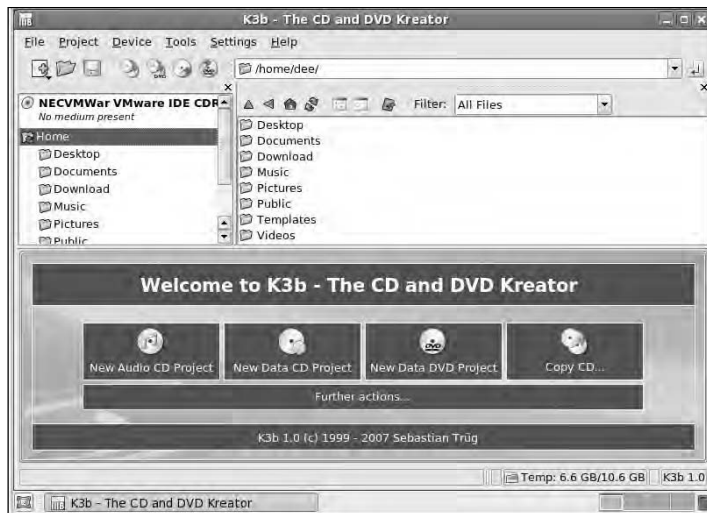 K3b - The CD and DVD Kreator
File Project Device Tools Settings Help
/home/dee/
NECVMWar VMware IDE CDR
No medium present
Home
Desktop
Documents
Download
Music
Pictures
Public
Filter: All Files
Desktop
Documents
Download
Music
Pictures
Public
Templates
Videos
Welcome to K3b - The CD and DVD Kreator
New Audio CD Project
New Data CD Project
DVD
New Data DVD Project
Copy CD...
Further actions...
K3b 1.0 (c) 1999 - 2007 Sebastian Trüg
Temp: 6.6 GB/10.6 GB K3b 1.0
K3b - The CD and DVD Kreator